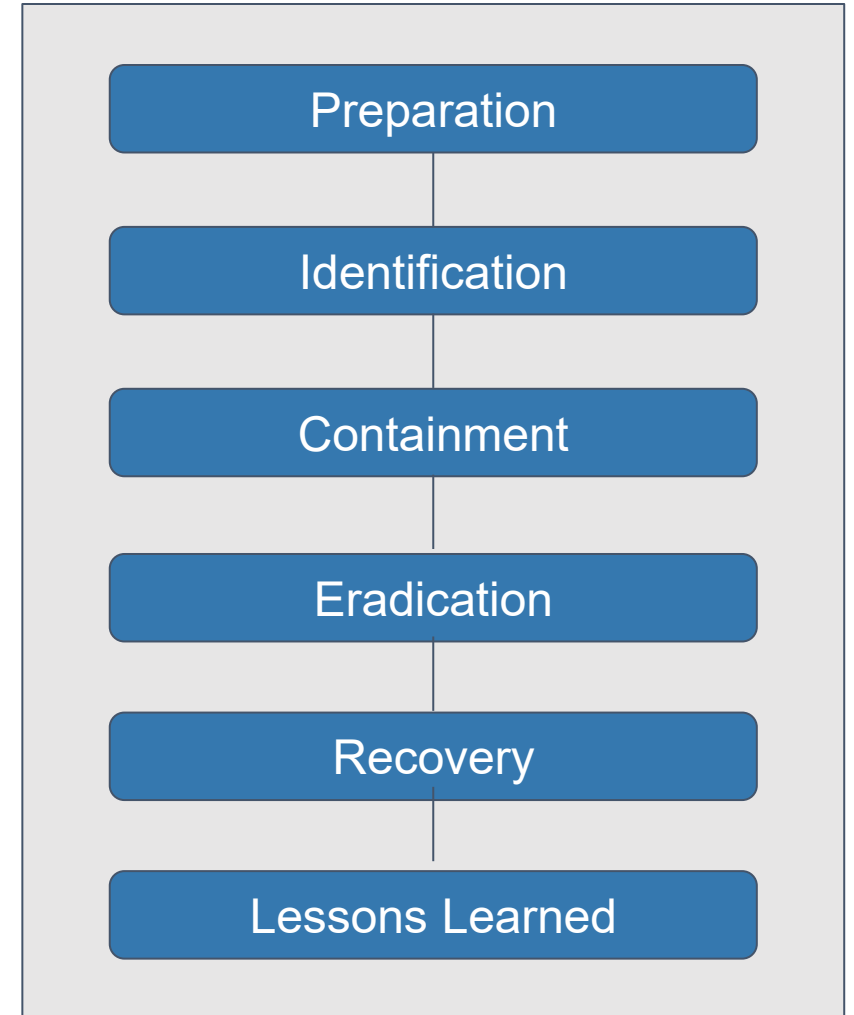 Preparation
Identification
Containment
Eradication
Recovery
Lessons Learned